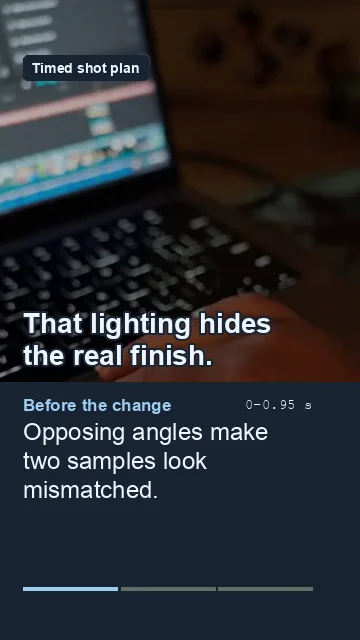 Timed shot plan
That lighting hides
the real finish.
Before the change
0–0.95 s
Opposing angles make
two samples look
mismatched.